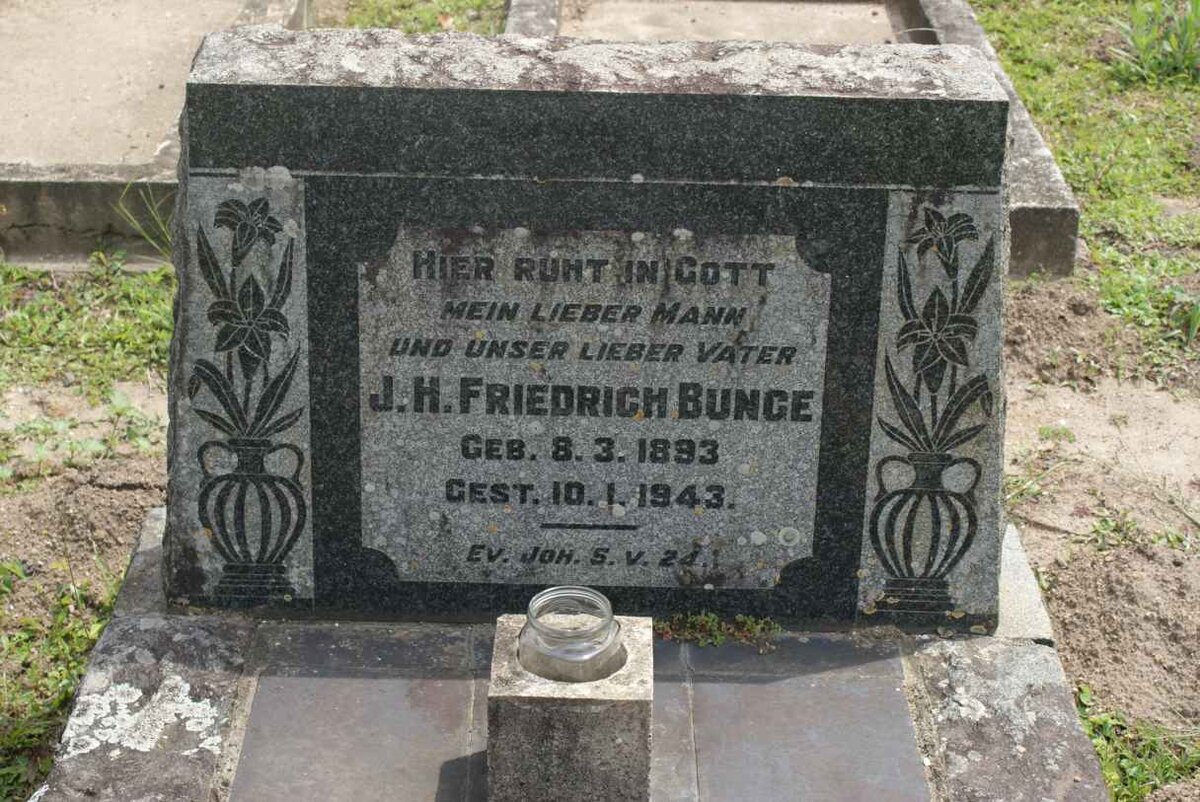 HIER RUHT IN GOTT
MEIN LIEBER MANN
UND UNSER LIEBER VATER
J. H. FRIEDRICH BUNGE
GEB. 8. 3. 1893
GEST. 10. 1. 1943.
EV. JOH. 5. V. 24.